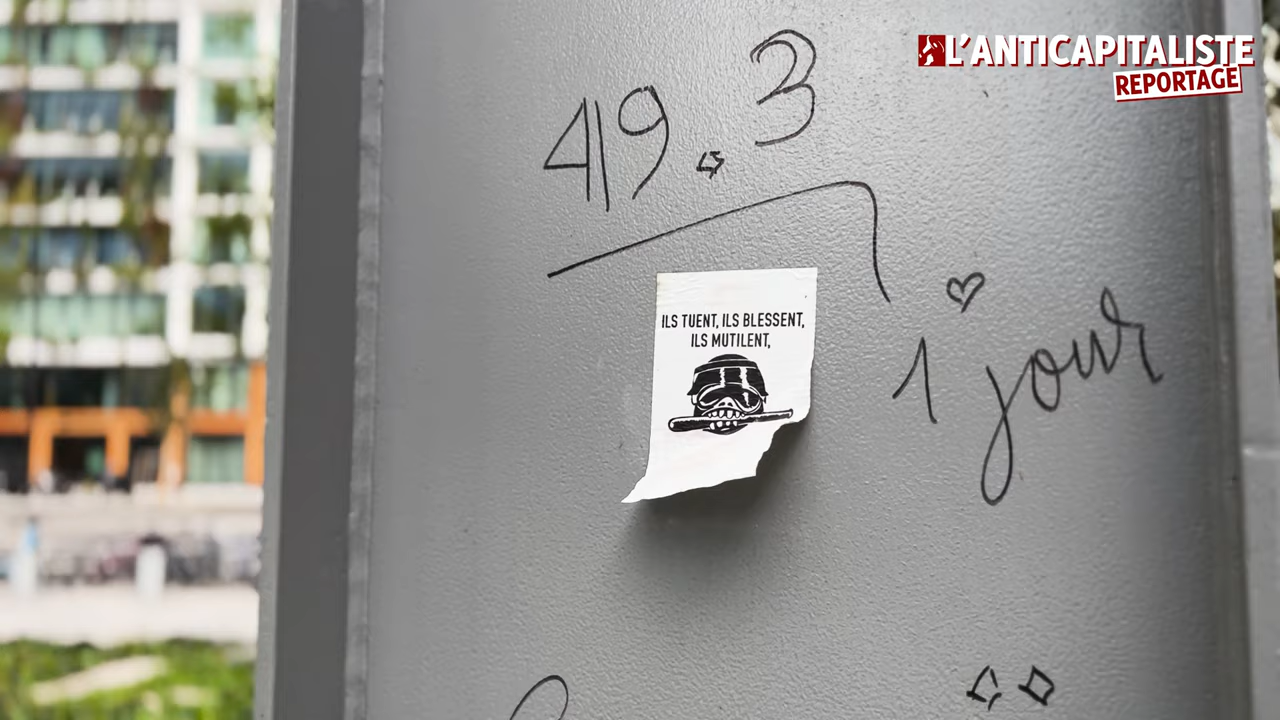 L'ANTICAPITALISTE
REPORTAGE
49.3
ILS TUENT, ILS BLESSENT,
ILS MUTILENT,
1 jour